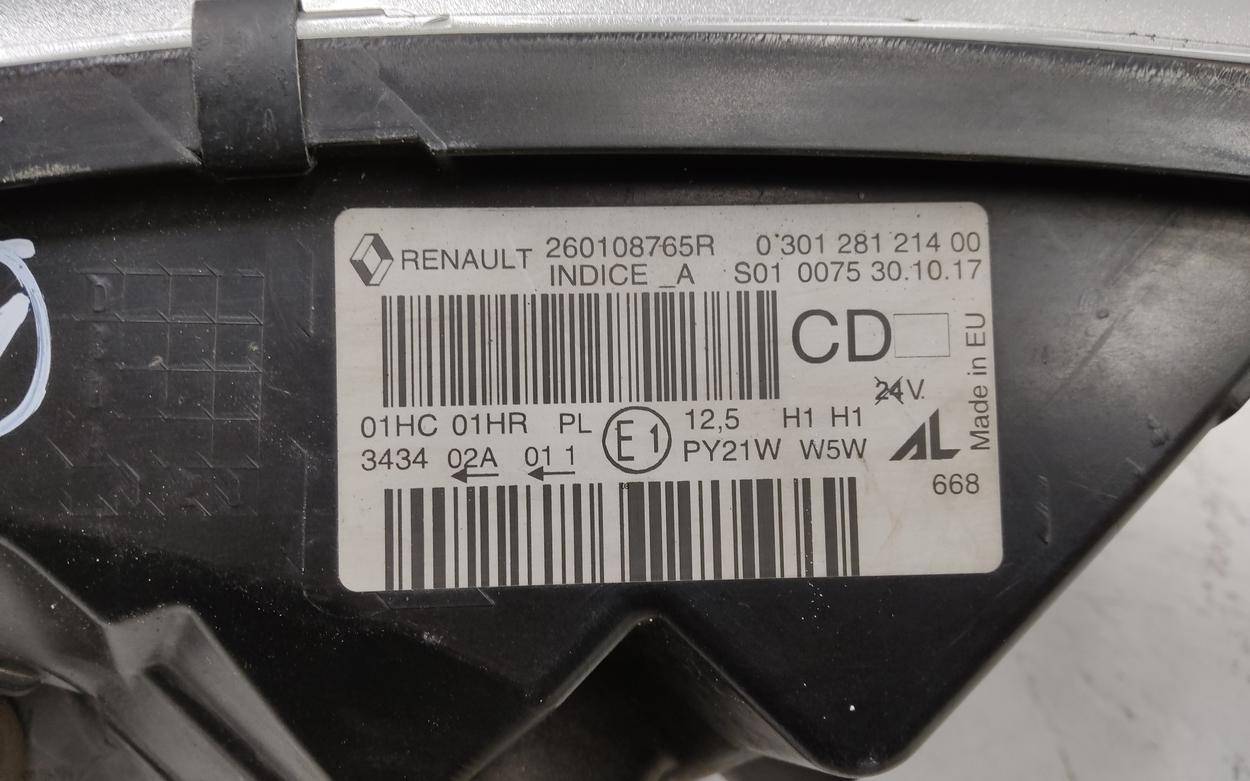 RENAULT 260108765R 0 301 281 214 00
INDICE _A S01 0075 30.10.17
CD
Made in EU
24V.
01HC 01HR PL E1 12,5 H1 H1
3434 02A 01 1 PY21W W5W AL
668